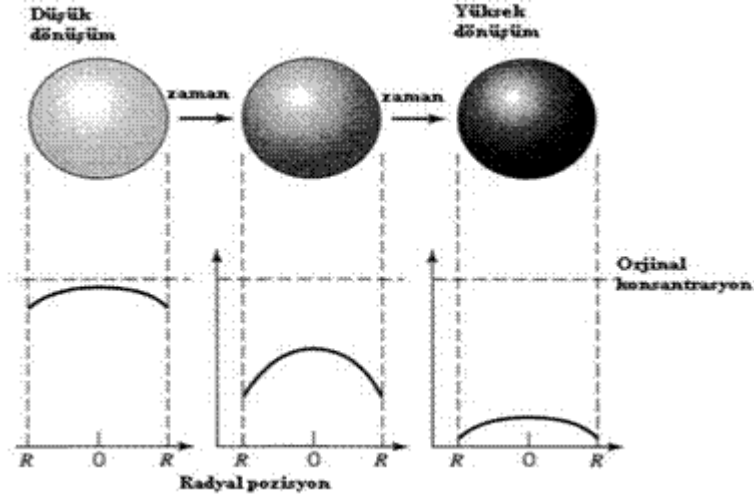 Düşük
dönüşüm
Yüksek
dönüşüm
zaman
zaman
Orjinal
konsantrasyon
R O R
R O R
R O R
Radyal pozisyon